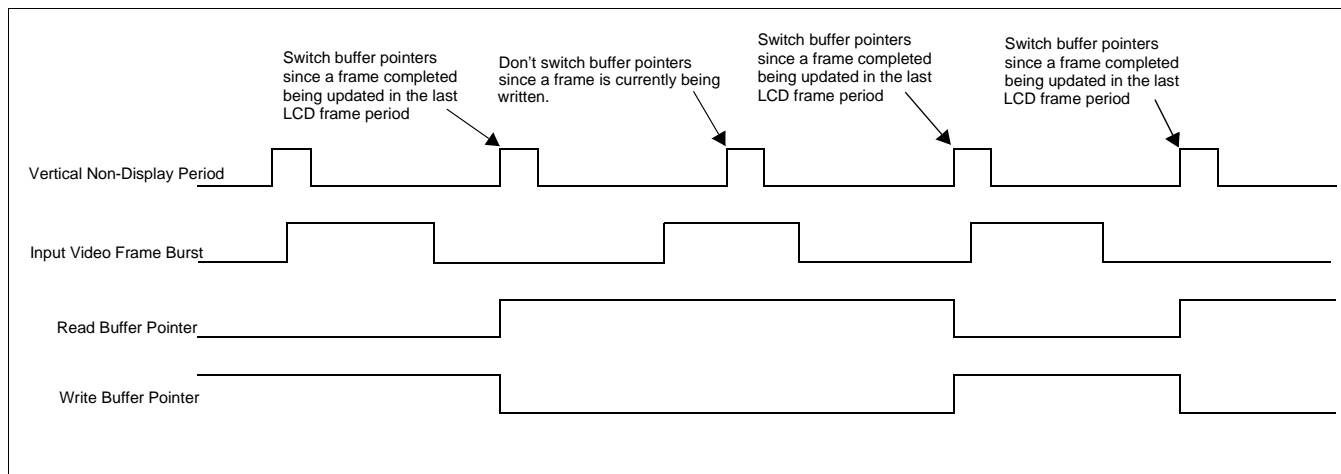 Switch buffer pointers
since a frame completed
being updated in the last
LCD frame period
Don't switch buffer pointers
since a frame is currently being
written.
Switch buffer pointers
since a frame completed
being updated in the last
LCD frame period
Switch buffer pointers
since a frame completed
being updated in the last
LCD frame period
Vertical Non-Display Period
Input Video Frame Burst
Read Buffer Pointer
Write Buffer Pointer